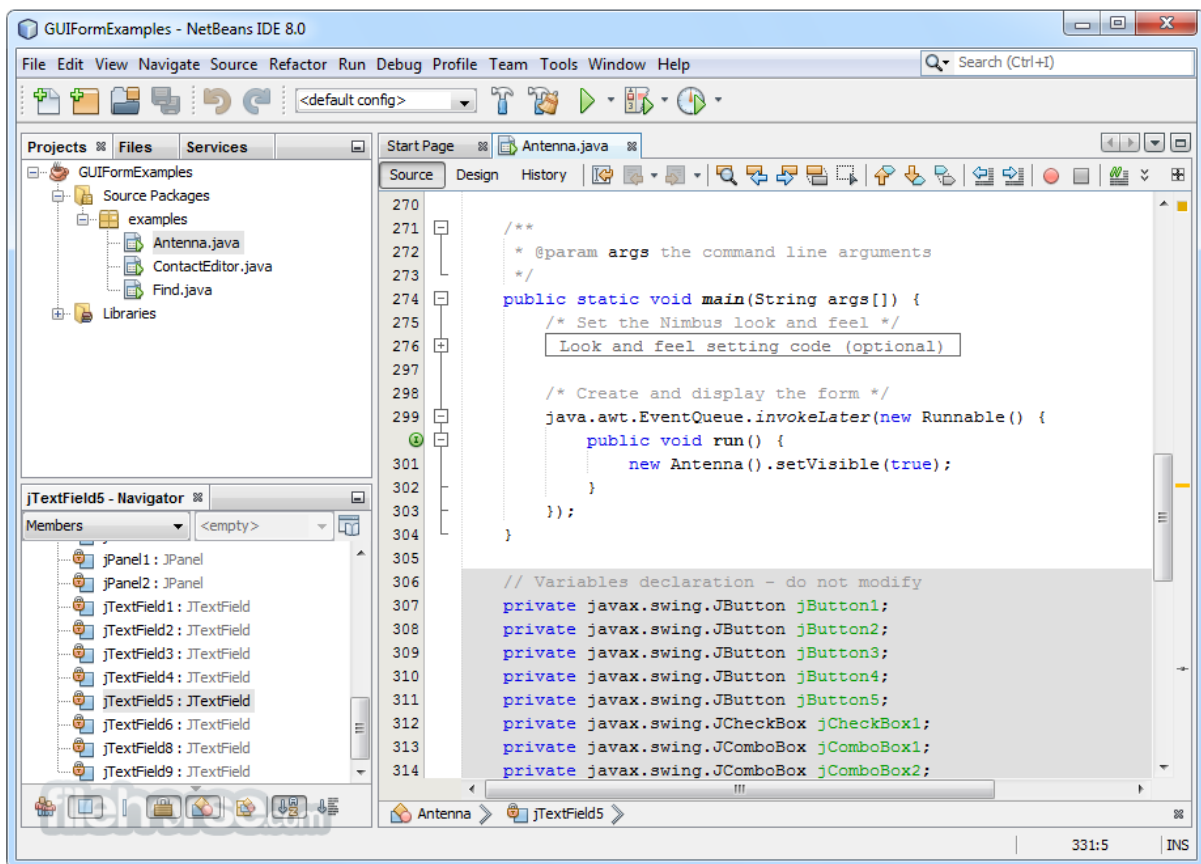 GUIFormExamples - NetBeans IDE 8.0
File Edit View Navigate Source Refactor Run Debug Profile Team Tools Window Help
Search (Ctrl+I)
<default config>
Projects Files Services
GUIFormExamples
Source Packages
examples
Antenna.java
ContactEditor.java
Find.java
Libraries
jTextField5 - Navigator
Members <empty>
jPanel1 : JPanel
jPanel2 : JPanel
jTextField1 : JTextField
jTextField2 : JTextField
jTextField3 : JTextField
jTextField4 : JTextField
jTextField5 : JTextField
jTextField6 : JTextField
jTextField8 : JTextField
jTextField9 : JTextField
filehorse.com
Start Page Antenna.java
Source Design History
270
271 /**
272 * @param args the command line arguments
273 */
274 public static void main(String args[]) {
275 /* Set the Nimbus look and feel */
276 Look and feel setting code (optional)
297
298 /* Create and display the form */
299 java.awt.EventQueue.invokeLater(new Runnable() {
public void run() {
301 new Antenna().setVisible(true);
302 }
303 });
304 }
305
306 // Variables declaration - do not modify
307 private javax.swing.JButton jButton1;
308 private javax.swing.JButton jButton2;
309 private javax.swing.JButton jButton3;
310 private javax.swing.JButton jButton4;
311 private javax.swing.JButton jButton5;
312 private javax.swing.JCheckBox jCheckBox1;
313 private javax.swing.JComboBox jComboBox1;
314 private javax.swing.JComboBox jComboBox2;
Antenna jTextField5
331:5 INS